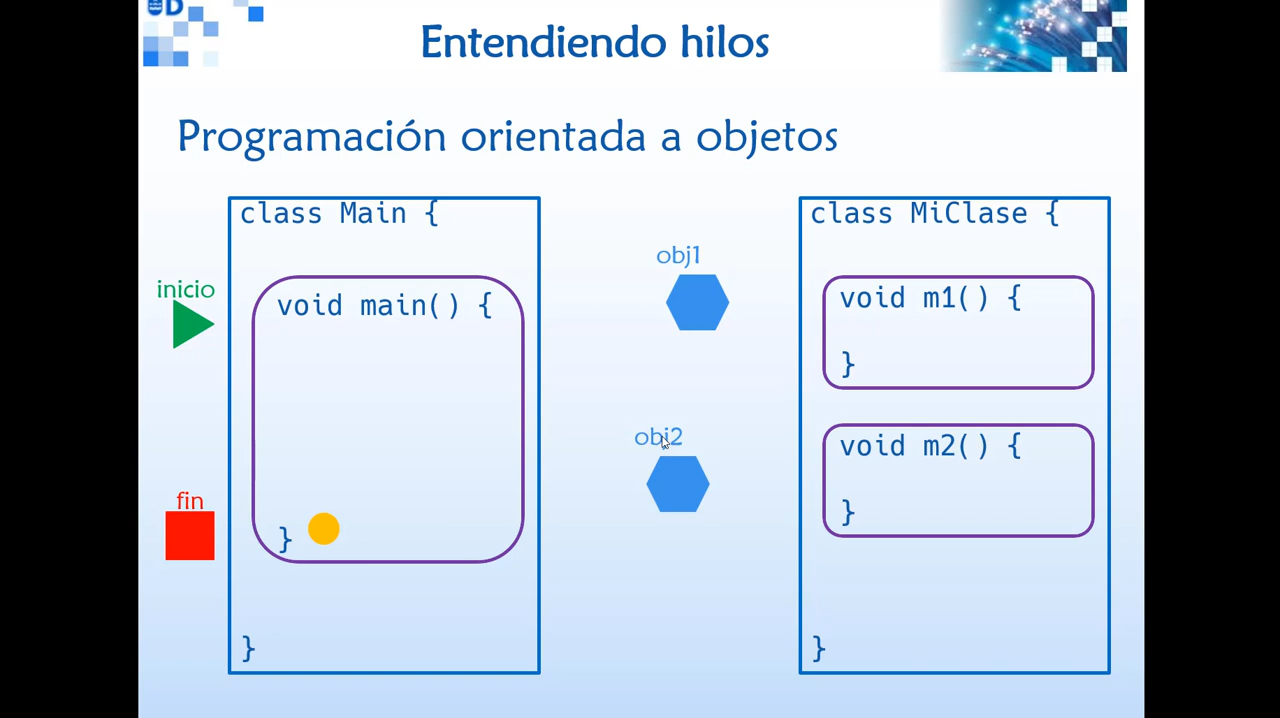 D
Entendiendo hilos
Programación orientada a objetos
class Main {
inicio
void main() {
fin
}
}
obj1
obj2
class MiClase {
void m1() {
}
void m2() {
}
}